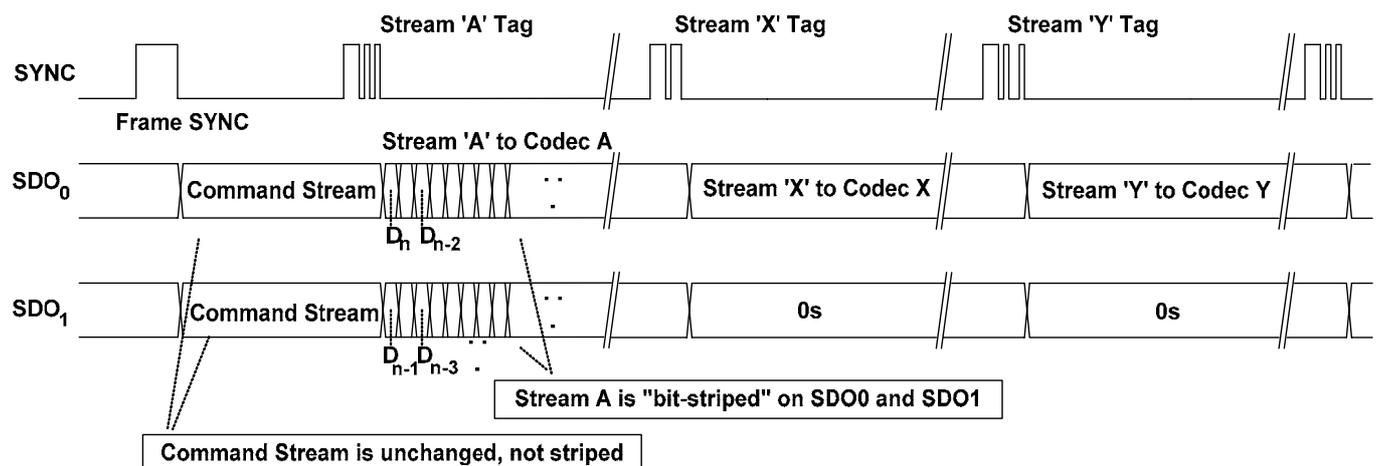 Stream 'A' Tag
Stream 'X' Tag
Stream 'Y' Tag
SYNC
Frame SYNC
Stream 'A' to Codec A
SDO0
Command Stream
Stream 'X' to Codec X
Stream 'Y' to Codec Y
Dn
Dn-2
SDO1
Command Stream
0s
0s
Dn-1
Dn-3
Stream A is "bit-striped" on SDO0 and SDO1
Command Stream is unchanged, not striped